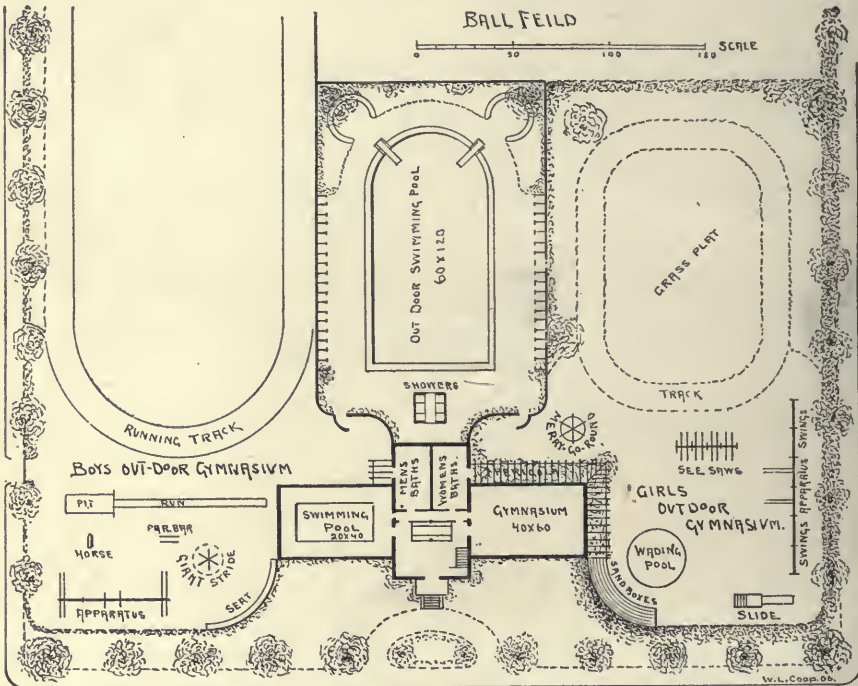 BALL FEILD
SCALE
0 50 100 150
OUT DOOR SWIMMING POOL
60 X 120
GRASS PLAT
TRACK
SHOWERS
RUNNING TRACK
MERRY-GO-ROUND
SEE SAWS
SWINGS APPARATUS SWINGS
BOYS OUT-DOOR GYMNASIUM
MENS
BATHS
WOMENS
BATHS.
PIT
RUN
PAR.BAR
HORSE
GIANT STRIDE
APPARATUS
SEAT
SWIMMING
POOL
20X40
GYMNASIUM
40X60
GIRLS
OUTDOOR
GYMNASIUM.
WADING
POOL
SAND BOXES
SLIDE
W.L.COOP.06.